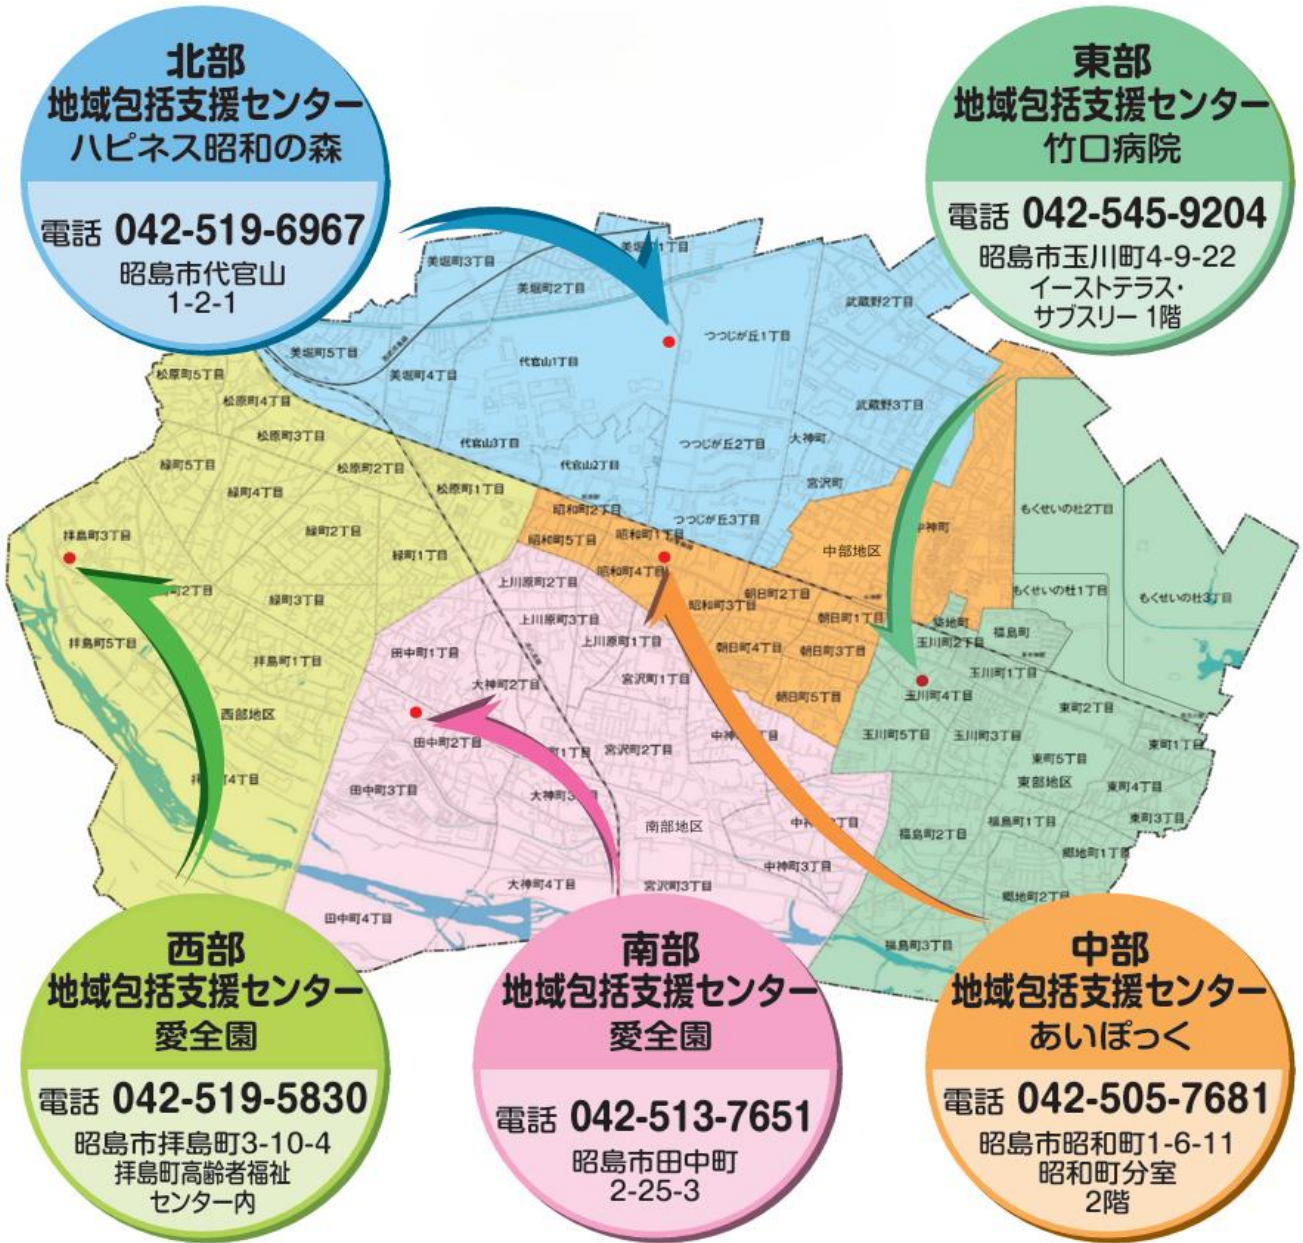 北部
地域包括支援センター
ハピネス昭和の森
電話 042-519-6967
昭島市代官山
1-2-1
東部
地域包括支援センター
竹口病院
電話 042-545-9204
昭島市玉川町4-9-22
イーストテラス・
サブスリー 1階
美堀町3丁目
美堀町2丁目
武蔵野2丁目
つつじが丘1丁目
美堀町5丁目
代官山1丁目
美堀町4丁目
松原町5丁目
松原町4丁目
武蔵野3丁目
松原町3丁目
代官山3丁目
つつじが丘2丁目
大神町
緑町5丁目
松原町2丁目
代官山2丁目
宮沢町
緑町4丁目
松原町1丁目
昭和町2丁目
もくせいの杜2丁目
つつじが丘3丁目
拝島町3丁目
緑町2丁目
昭和町5丁目
昭和町1丁目
中神町
緑町1丁目
中部地区
昭和町4丁目
上川原町2丁目
もくせいの杜1丁目
もくせいの杜3丁目
緑町3丁目
昭和町3丁目
朝日町2丁目
上川原町3丁目
朝日町1丁目
築地町
福島町
拝島町5丁目
上川原町1丁目
玉川町2丁目
田中町1丁目
朝日町4丁目
朝日町3丁目
拝島町1丁目
宮沢町1丁目
玉川町1丁目
大神町2丁目
朝日町5丁目
玉川町4丁目
西部地区
東町2丁目
田中町2丁目
宮沢町2丁目
玉川町5丁目
玉川町3丁目
東町1丁目
東町5丁目
田中町3丁目
東部地区
東町4丁目
南部地区
福島町2丁目
福島町1丁目
東町3丁目
中神町3丁目
郷地町1丁目
大神町4丁目
宮沢町3丁目
郷地町2丁目
田中町4丁目
福島町3丁目
西部
地域包括支援センター
愛全園
電話 042-519-5830
昭島市拝島町3-10-4
拝島町高齢者福祉
センター内
南部
地域包括支援センター
愛全園
電話 042-513-7651
昭島市田中町
2-25-3
中部
地域包括支援センター
あいぽっく
電話 042-505-7681
昭島市昭和町1-6-11
昭和町分室
2階